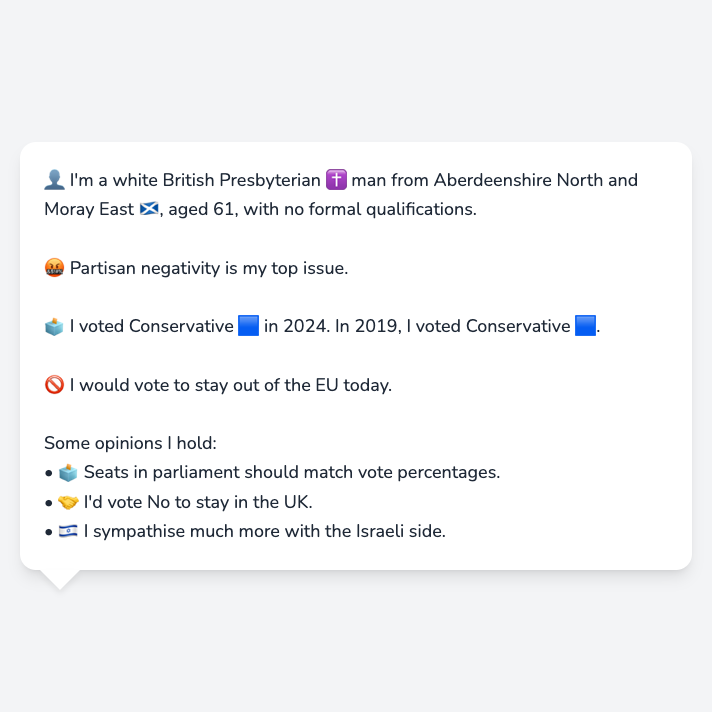 👤 I'm a white British Presbyterian ✝️ man from Aberdeenshire North and
Moray East 🏴󠁧󠁢󠁳󠁣󠁴󠁿, aged 61, with no formal qualifications.
🤬 Partisan negativity is my top issue.
🗳️ I voted Conservative 🟦 in 2024. In 2019, I voted Conservative 🟦.
🚫 I would vote to stay out of the EU today.
Some opinions I hold:
• 🗳️ Seats in parliament should match vote percentages.
• 🤝 I'd vote No to stay in the UK.
• 🇮🇱 I sympathise much more with the Israeli side.